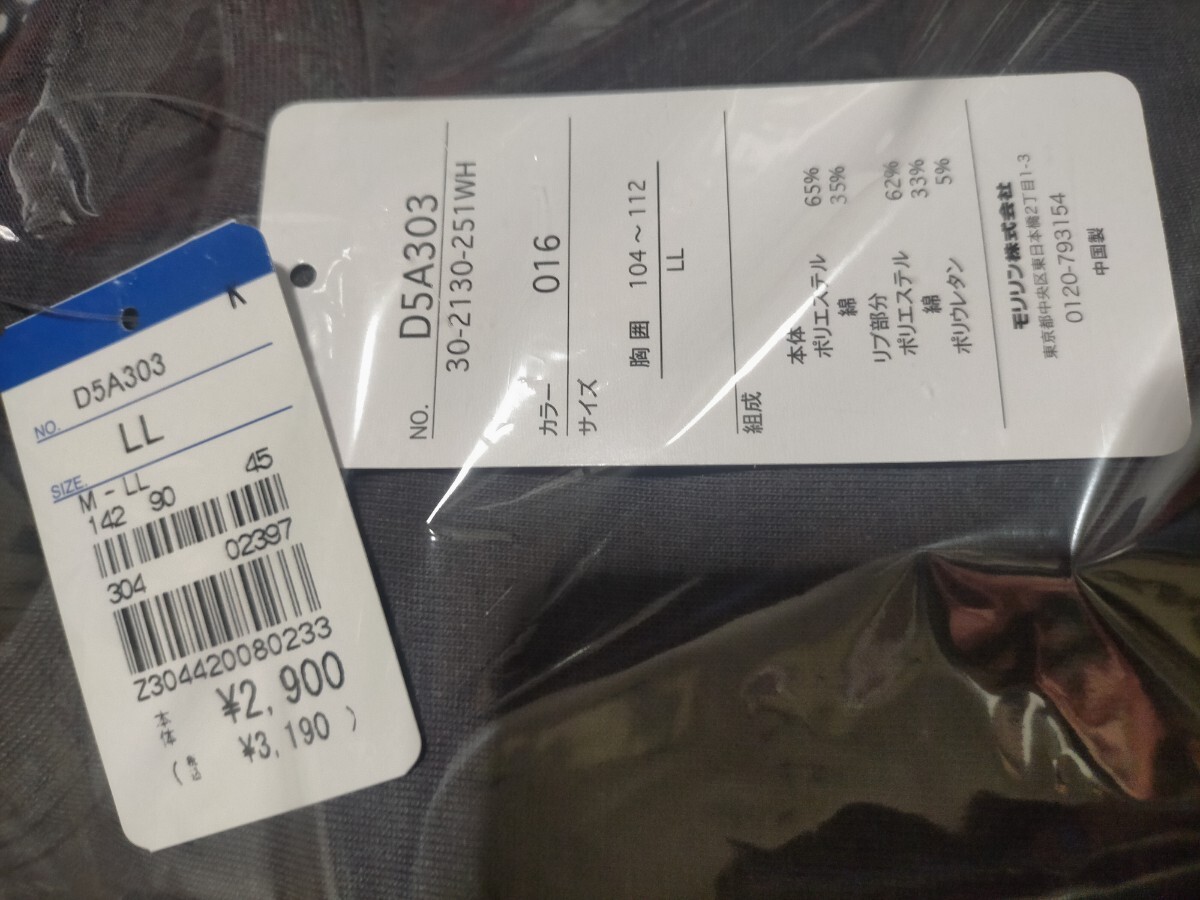 NO. D5A303
SIZE. LL
M - LL
142 90 45
304 02397
Z304420080233
本体 ¥2,900
(税込 ¥3,190 )
NO. D5A303
30-2130-251WH
カラー 016
サイズ
胸囲 104～112
LL
組成
本体
ポリエステル 65%
綿 35%
リブ部分
ポリエステル 62%
綿 33%
ポリウレタン 5%
モリリン株式会社
東京都中央区東日本橋2丁目1-3
0120-793154
中国製